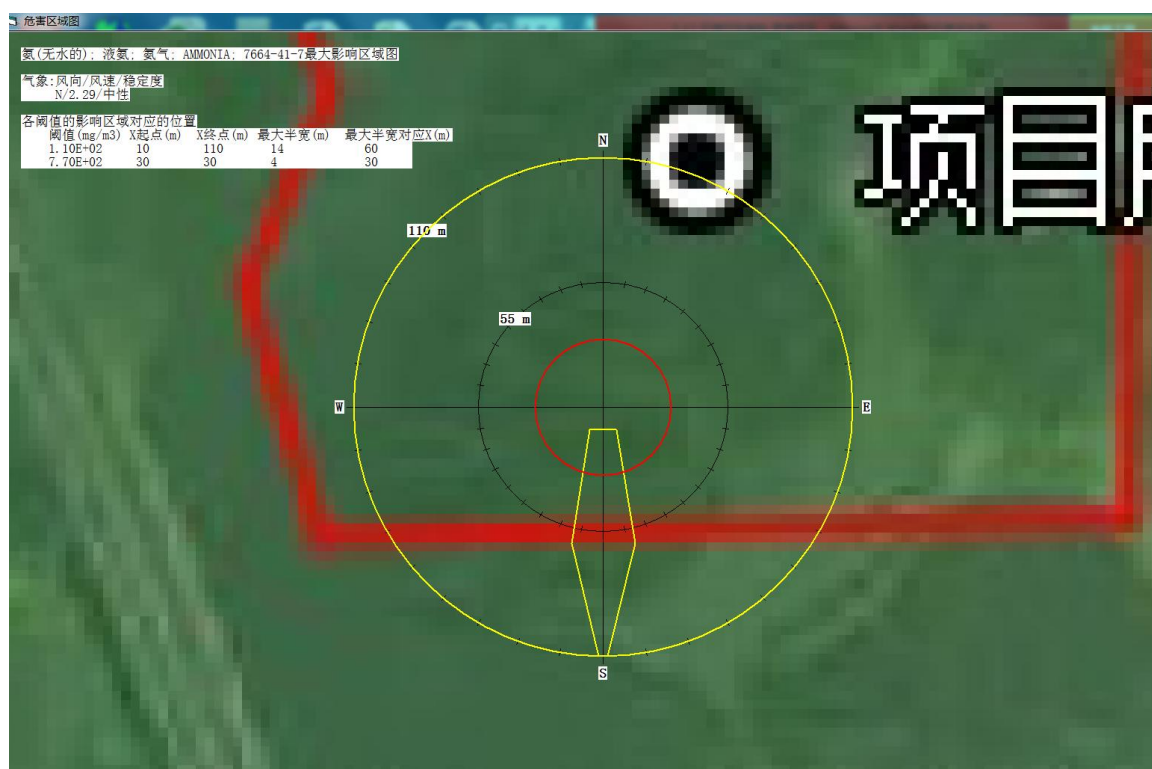 危害区域图
氨(无水的); 液氨; 氨气; AMMONIA; 7664-41-7最大影响区域图
气象:风向/风速/稳定度
N/2.29/中性
各阈值的影响区域对应的位置
阈值(mg/m3) X起点(m) X终点(m) 最大半宽(m) 最大半宽对应X(m)
1.10E+02 10 110 14 60
7.70E+02 30 30 4 30
N
项目
110 m
55 m
W
E
S